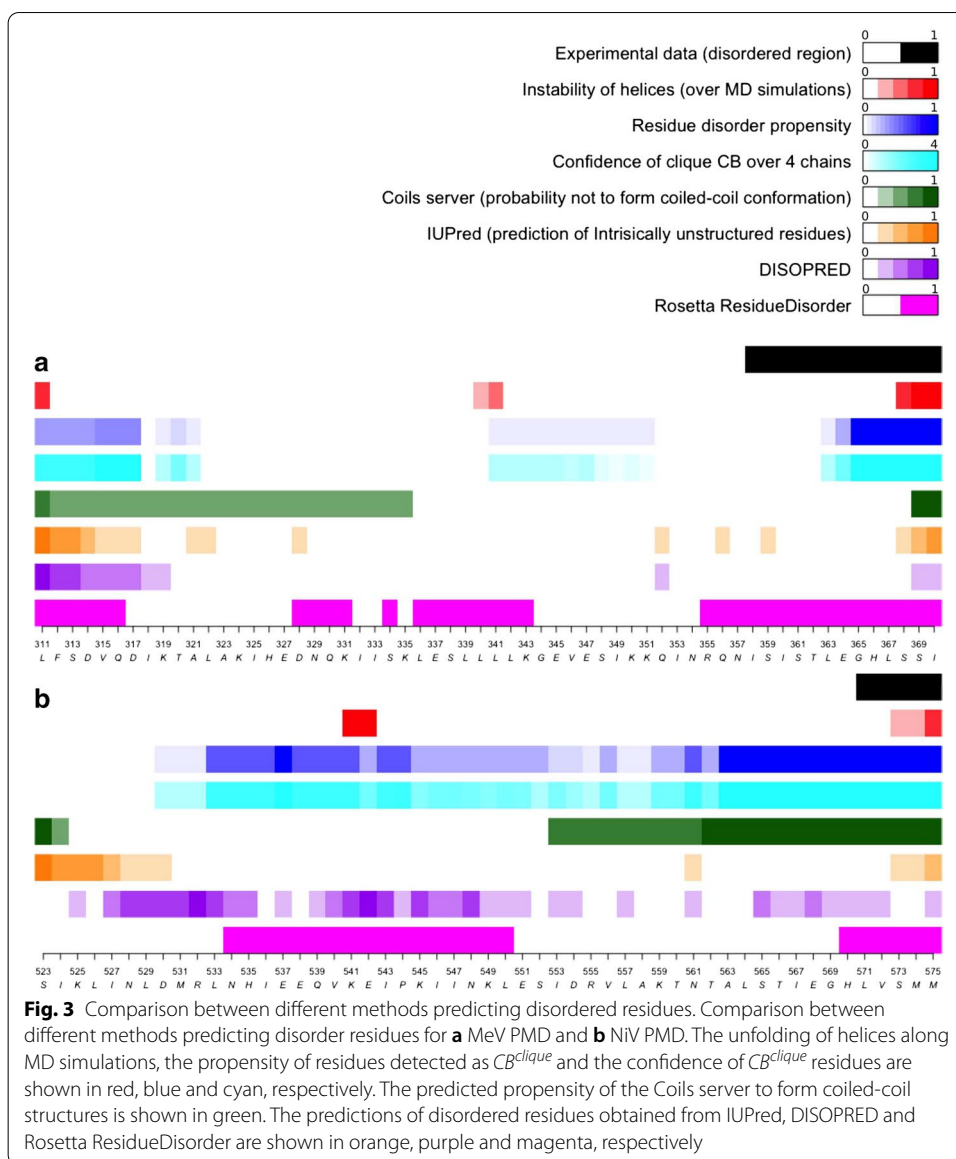 0 1
Experimental data (disordered region)
0 1
Instability of helices (over MD simulations)
0 1
Residue disorder propensity
0 4
Confidence of clique CB over 4 chains
0 1
Coils server (probability not to form coiled-coil conformation)
0 1
IUPred (prediction of Intrisically unstructured residues)
0 1
DISOPRED
0 1
Rosetta ResidueDisorder
a
311 313 315 317 319 321 323 325 327 329 331 333 335 337 339 341 343 345 347 349 351 353 355 357 359 361 363 365 367 369
L F S D V Q D I K T A L A K I H E D N Q K I I S K L E S L L L L K G E V E S I K K Q I N R Q N I S I S T L E G H L S S I
b
523 525 527 529 531 533 535 537 539 541 543 545 547 549 551 553 555 557 559 561 563 565 567 569 571 573 575
S I K L I N L D M R L N H I E E Q V K E I P K I I N K L E S I D R V L A K T N T A L S T I E G H L V S M M
Fig. 3 Comparison between different methods predicting disordered residues. Comparison between
different methods predicting disorder residues for a MeV PMD and b NiV PMD. The unfolding of helices along
MD simulations, the propensity of residues detected as CB^clique and the confidence of CB^clique residues are
shown in red, blue and cyan, respectively. The predicted propensity of the Coils server to form coiled-coil
structures is shown in green. The predictions of disordered residues obtained from IUPred, DISOPRED and
Rosetta ResidueDisorder are shown in orange, purple and magenta, respectively